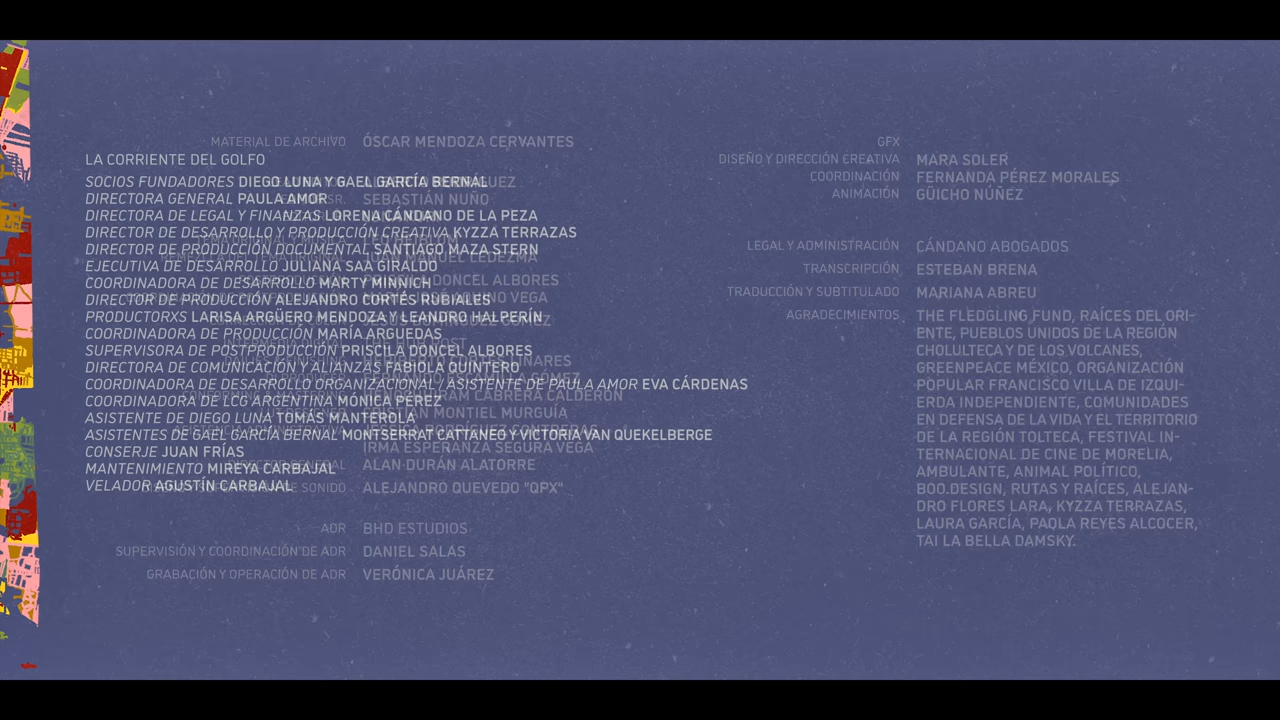 LA CORRIENTE DEL GOLFO
SOCIOS FUNDADORES DIEGO LUNA Y GAEL GARCÍA BERNAL
DIRECTORA GENERAL PAULA AMOR
DIRECTORA DE LEGAL Y FINANZAS LORENA CÁNDANO DE LA PEZA
DIRECTOR DE DESARROLLO Y PRODUCCIÓN CREATIVA KYZZA TERRAZAS
DIRECTOR DE PRODUCCIÓN DOCUMENTAL SANTIAGO MAZA STERN
EJECUTIVA DE DESARROLLO JULIANA SAA GIRALDO
COORDINADORA DE DESARROLLO MARTY MINNICH
DIRECTOR DE PRODUCCIÓN ALEJANDRO CORTÉS RUBIALES
PRODUCTORXS LARISA ARGÜERO MENDOZA Y LEANDRO HALPERÍN
COORDINADORA DE PRODUCCIÓN MARÍA ARGUEDAS
SUPERVISORA DE POSTPRODUCCIÓN PRISCILA DONCEL ALBORES
DIRECTORA DE COMUNICACIÓN Y ALIANZAS FABIOLA QUINTERO
COORDINADORA DE DESARROLLO ORGANIZACIONAL / ASISTENTE DE PAULA AMOR EVA CÁRDENAS
COORDINADORA DE LCG ARGENTINA MÓNICA PÉREZ
ASISTENTE DE DIEGO LUNA TOMÁS MANTEROLA
ASISTENTES DE GAEL GARCÍA BERNAL MONTSERRAT CATTANEO Y VICTORIA VAN QUEKELBERGE
CONSERJE JUAN FRÍAS
MANTENIMIENTO MIREYA CARBAJAL
VELADOR AGUSTÍN CARBAJAL
MATERIAL DE ARCHIVO ÓSCAR MENDOZA CERVANTES
SEBASTIÁN NUÑO
IRMA ESPERANZA SEGURA VEGA
ALAN DURÁN ALATORRE
DE SONIDO ALEJANDRO QUEVEDO "QPX"
ADR BHD ESTUDIOS
SUPERVISIÓN Y COORDINACIÓN DE ADR DANIEL SALAS
GRABACIÓN Y OPERACIÓN DE ADR VERÓNICA JUÁREZ
GFX
DISEÑO Y DIRECCIÓN CREATIVA MARA SOLER
COORDINACIÓN FERNANDA PÉREZ MORALES
ANIMACIÓN GÜICHO NÚÑEZ
LEGAL Y ADMINISTRACIÓN CÁNDANO ABOGADOS
TRANSCRIPCIÓN ESTEBAN BRENA
TRADUCCIÓN Y SUBTITULADO MARIANA ABREU
AGRADECIMIENTOS THE FLEDGLING FUND, RAÍCES DEL ORI-
ENTE, PUEBLOS UNIDOS DE LA REGIÓN
CHOLULTECA Y DE LOS VOLCANES,
GREENPEACE MÉXICO, ORGANIZACIÓN
POPULAR FRANCISCO VILLA DE IZQUI-
ERDA INDEPENDIENTE, COMUNIDADES
EN DEFENSA DE LA VIDA Y EL TERRITORIO
DE LA REGIÓN TOLTECA, FESTIVAL IN-
TERNACIONAL DE CINE DE MORELIA,
AMBULANTE, ANIMAL POLÍTICO,
BOO.DESIGN, RUTAS Y RAÍCES, ALEJAN-
DRO FLORES LARA, KYZZA TERRAZAS,
LAURA GARCÍA, PAOLA REYES ALCOCER,
TAI LA BELLA DAMSKY.